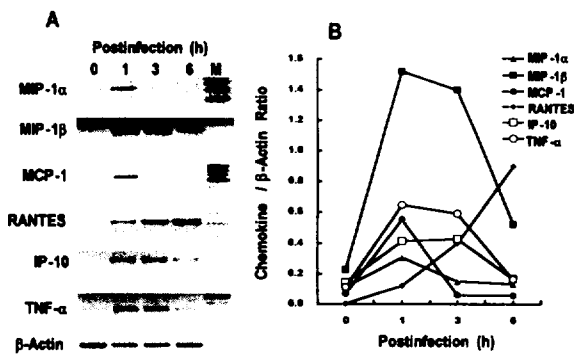 A
Postinfection (h)
0 1 3 6 M
MIP-1α
MIP-1β
MCP-1
RANTES
IP-10
TNF-α
β-Actin
B
Chemokine / β-Actin Ratio
1.6
1.4
1.2
1.0
0.8
0.6
0.4
0.2
0.0
0 1 3 6
Postinfection (h)
MIP-1α
MIP-1β
MCP-1
RANTES
IP-10
TNF-α